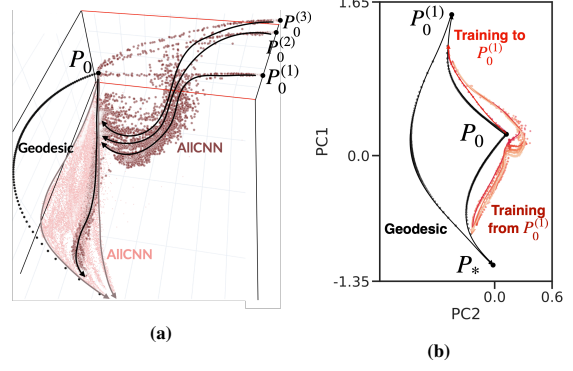 P₀⁽³⁾
P₀⁽²⁾
P₀
P₀⁽¹⁾
Geodesic
AllCNN
AllCNN
(a)
1.65
P₀⁽¹⁾
Training to
P₀⁽¹⁾
PC1
P₀
0.0
Training
from P₀⁽¹⁾
Geodesic
P*
-1.35
0.0
0.6
PC2
(b)